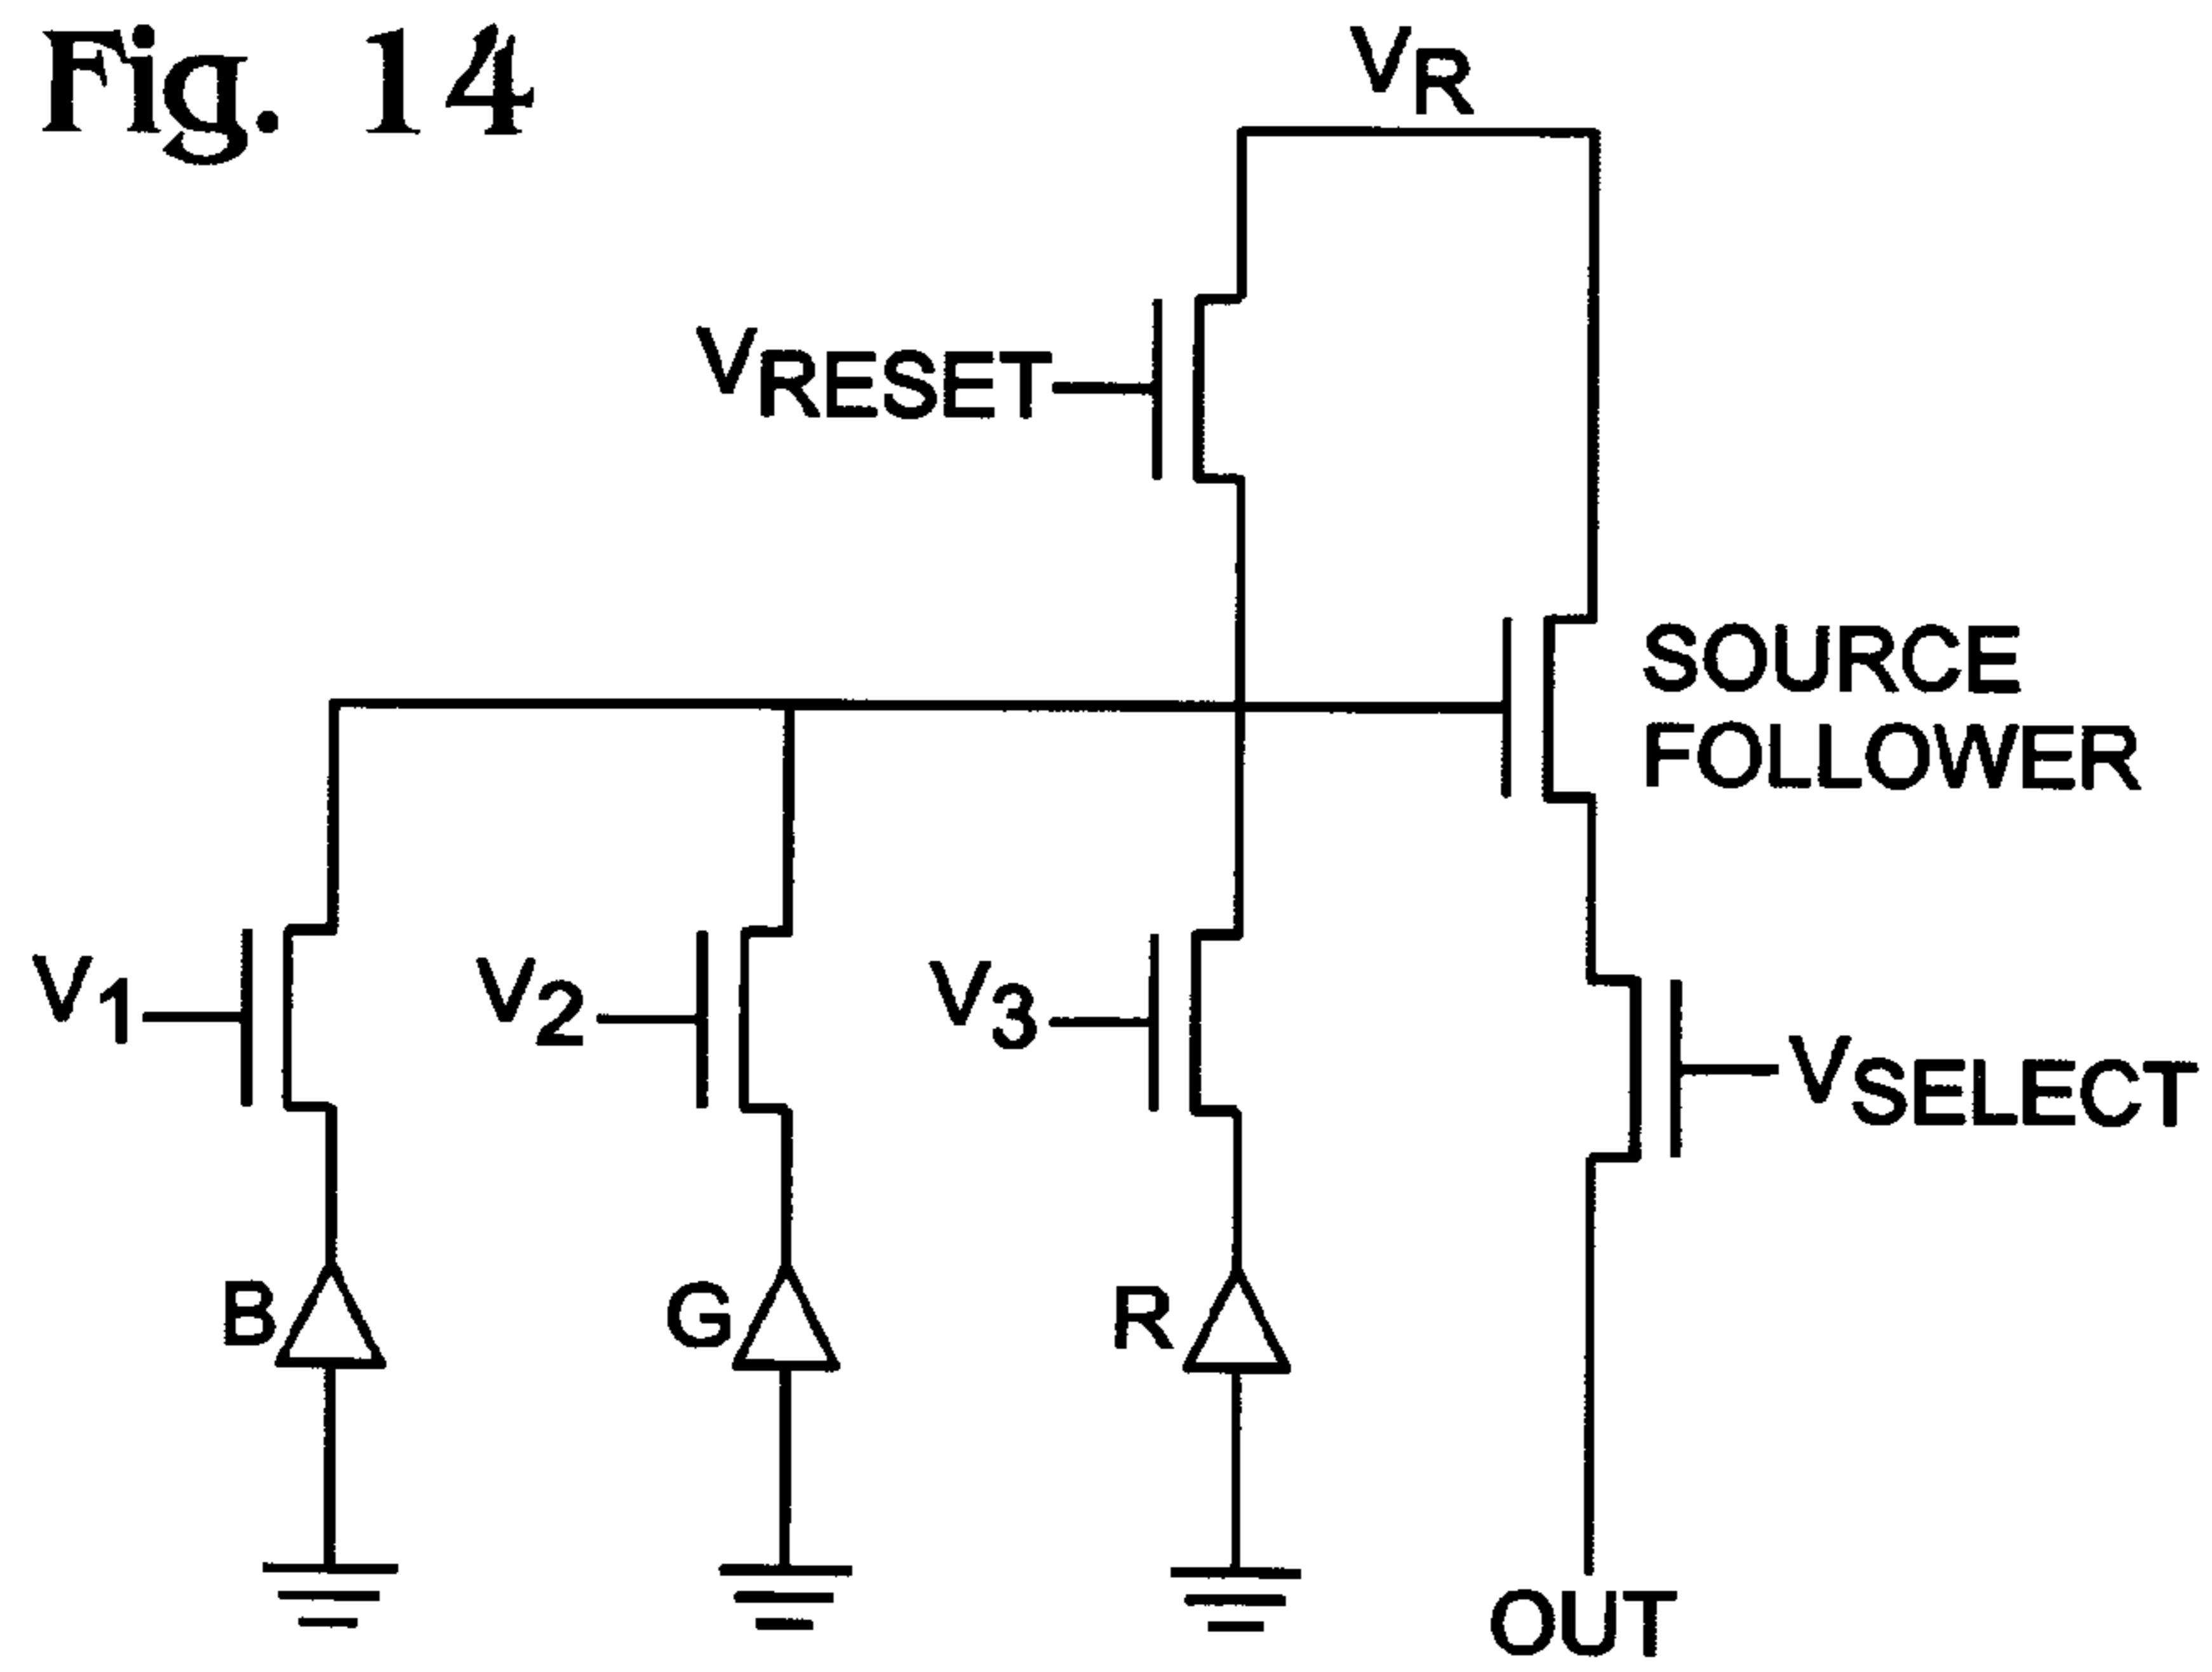 Fig. 14
VR
VRESET
SOURCE
FOLLOWER
V1
V2
V3
VSELECT
B
G
R
OUT